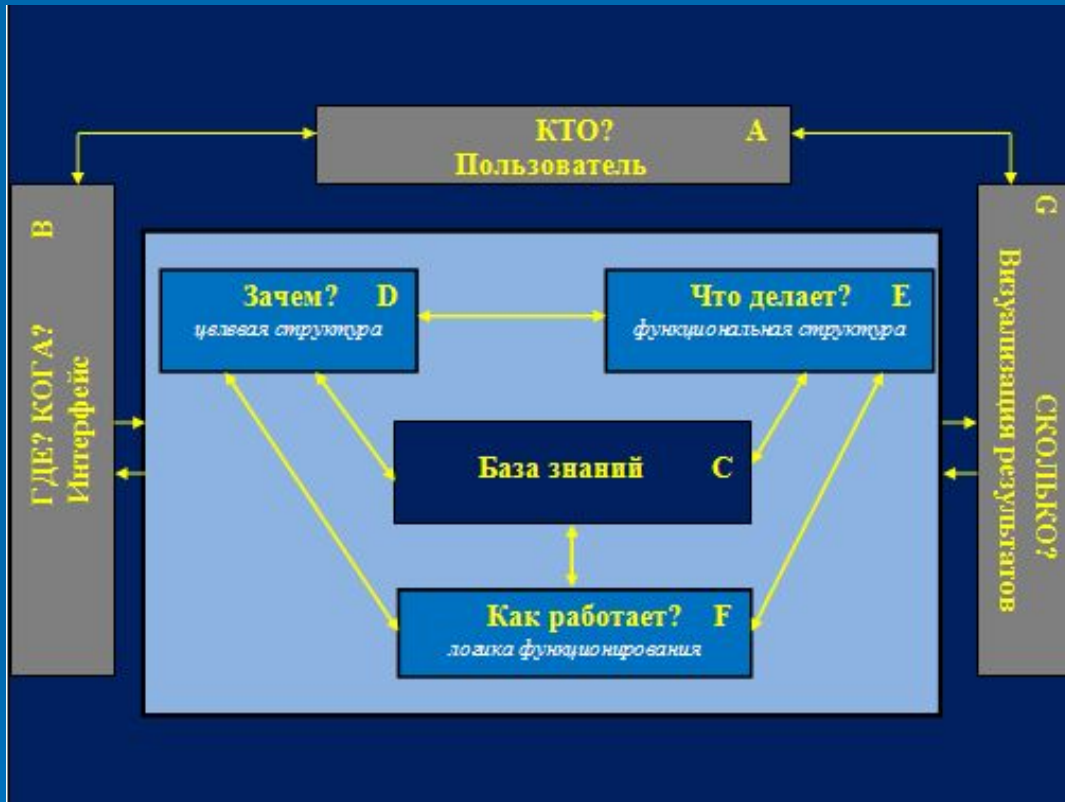 КТО? A
Пользователь
B
ГДЕ? КОГА?
Интерфейс
Зачем? D
целевая структура
Что делает? E
функциональная структура
База знаний C
Как работает? F
логика функционирования
G
СКОЛЬКО?
Визуализация результатов